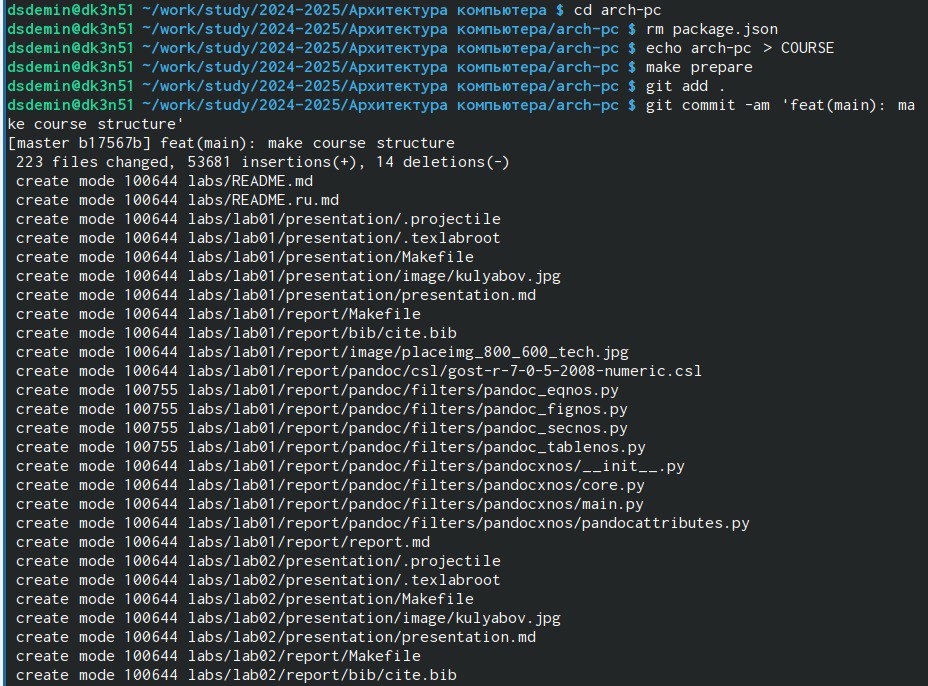 dsdemin@dk3n51 ~/work/study/2024-2025/Архитектура компьютера $ cd arch-pc
dsdemin@dk3n51 ~/work/study/2024-2025/Архитектура компьютера/arch-pc $ rm package.json
dsdemin@dk3n51 ~/work/study/2024-2025/Архитектура компьютера/arch-pc $ echo arch-pc > COURSE
dsdemin@dk3n51 ~/work/study/2024-2025/Архитектура компьютера/arch-pc $ make prepare
dsdemin@dk3n51 ~/work/study/2024-2025/Архитектура компьютера/arch-pc $ git add .
dsdemin@dk3n51 ~/work/study/2024-2025/Архитектура компьютера/arch-pc $ git commit -am 'feat(main): ma
ke course structure'
[master b17567b] feat(main): make course structure
 223 files changed, 53681 insertions(+), 14 deletions(-)
 create mode 100644 labs/README.md
 create mode 100644 labs/README.ru.md
 create mode 100644 labs/lab01/presentation/.projectile
 create mode 100644 labs/lab01/presentation/.texlabroot
 create mode 100644 labs/lab01/presentation/Makefile
 create mode 100644 labs/lab01/presentation/image/kulyabov.jpg
 create mode 100644 labs/lab01/presentation/presentation.md
 create mode 100644 labs/lab01/report/Makefile
 create mode 100644 labs/lab01/report/bib/cite.bib
 create mode 100644 labs/lab01/report/image/placeimg_800_600_tech.jpg
 create mode 100644 labs/lab01/report/pandoc/csl/gost-r-7-0-5-2008-numeric.csl
 create mode 100755 labs/lab01/report/pandoc/filters/pandoc_eqnos.py
 create mode 100755 labs/lab01/report/pandoc/filters/pandoc_fignos.py
 create mode 100755 labs/lab01/report/pandoc/filters/pandoc_secnos.py
 create mode 100755 labs/lab01/report/pandoc/filters/pandoc_tablenos.py
 create mode 100644 labs/lab01/report/pandoc/filters/pandocxnos/__init__.py
 create mode 100644 labs/lab01/report/pandoc/filters/pandocxnos/core.py
 create mode 100644 labs/lab01/report/pandoc/filters/pandocxnos/main.py
 create mode 100644 labs/lab01/report/pandoc/filters/pandocxnos/pandocattributes.py
 create mode 100644 labs/lab01/report/report.md
 create mode 100644 labs/lab02/presentation/.projectile
 create mode 100644 labs/lab02/presentation/.texlabroot
 create mode 100644 labs/lab02/presentation/Makefile
 create mode 100644 labs/lab02/presentation/image/kulyabov.jpg
 create mode 100644 labs/lab02/presentation/presentation.md
 create mode 100644 labs/lab02/report/Makefile
 create mode 100644 labs/lab02/report/bib/cite.bib